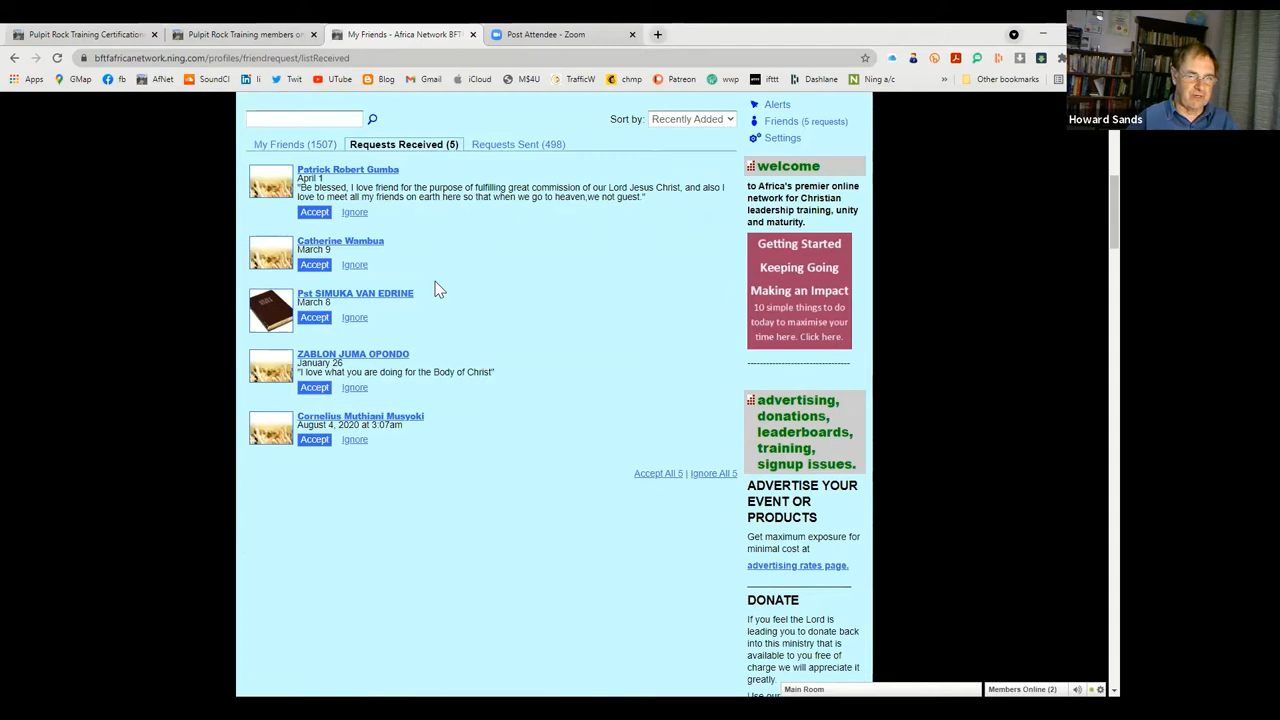 Pulpit Rock Training Certification
Pulpit Rock Training members on
My Friends - Africa Network BFT
Post Attendee - Zoom
bftfafricanetwork.ning.com/profiles/friendrequest/listReceived
Apps
GMap
fb
AfNet
SoundCl
li
Twit
UTube
Blog
Gmail
iCloud
MS4U
TrafficW
chmp
Patreon
wwp
ifttt
Dashlane
Ning a/c
»
Other bookmarks
Howard Sands
Sort by: Recently Added
My Friends (1507)
Requests Received (5)
Requests Sent (498)
Patrick Robert Gumba
April 1
"Be blessed, I love friend for the purpose of fulfilling great commission of our Lord Jesus Christ, and also I
love to meet all my friends on earth here so that when we go to heaven,we not guest."
Accept Ignore
Catherine Wambua
March 9
Accept Ignore
Pst SIMUKA VAN EDRINE
March 8
Accept Ignore
ZABLON JUMA OPONDO
January 26
"I love what you are doing for the Body of Christ"
Accept Ignore
Cornelius Muthiani Musyoki
August 4, 2020 at 3:07am
Accept Ignore
Accept All 5 | Ignore All 5
Alerts
Friends (5 requests)
Settings
welcome
to Africa's premier online
network for Christian
leadership training, unity
and maturity.
Getting Started
Keeping Going
Making an Impact
10 simple things to do
today to maximise your
time here. Click here.
------------------------------
advertising,
donations,
leaderboards,
training,
signup issues.
ADVERTISE YOUR
EVENT OR
PRODUCTS
Get maximum exposure for
minimal cost at
advertising rates page.
DONATE
If you feel the Lord is
leading you to donate back
into this ministry that is
available to you free of
charge we will appreciate it
greatly.
Use our
Main Room
Members Online (2)